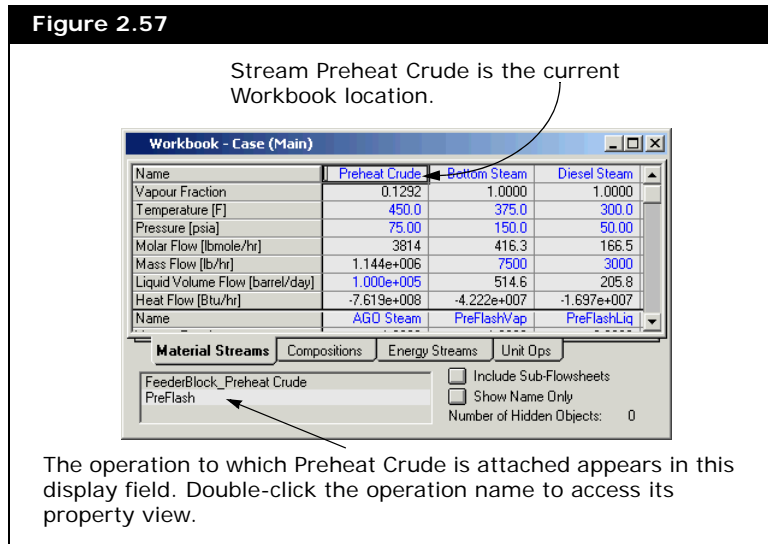 Figure 2.57
Stream Preheat Crude is the current
Workbook location.
Workbook - Case (Main)
Name Preheat Crude Bottom Steam Diesel Steam
Vapour Fraction 0.1292 1.0000 1.0000
Temperature [F] 450.0 375.0 300.0
Pressure [psia] 75.00 150.0 50.00
Molar Flow [lbmole/hr] 3814 416.3 166.5
Mass Flow [lb/hr] 1.144e+006 7500 3000
Liquid Volume Flow [barrel/day] 1.000e+005 514.6 205.8
Heat Flow [Btu/hr] -7.619e+008 -4.222e+007 -1.697e+007
Name AGO Steam PreFlashVap PreFlashLiq
Material Streams Compositions Energy Streams Unit Ops
FeederBlock_Preheat Crude
PreFlash
Include Sub-Flowsheets
Show Name Only
Number of Hidden Objects: 0
The operation to which Preheat Crude is attached appears in this
display field. Double-click the operation name to access its
property view.